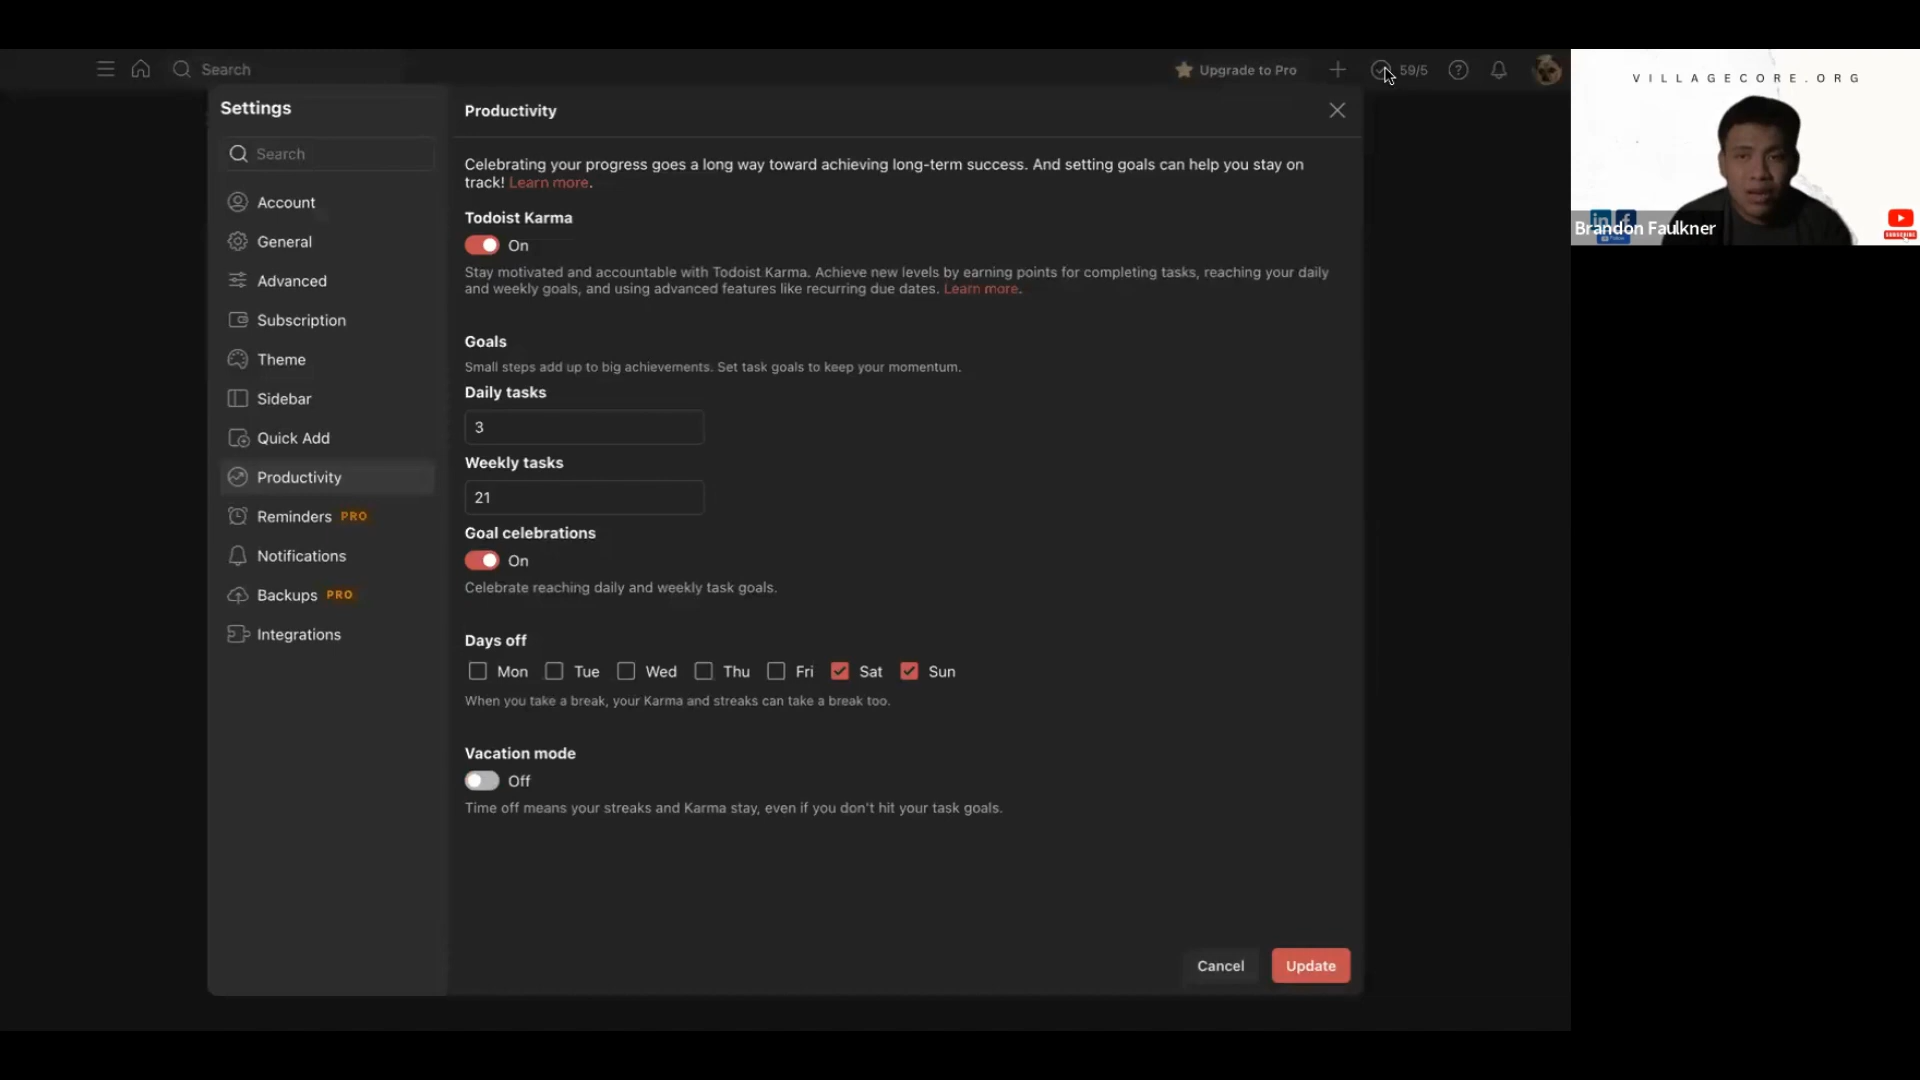 Search
Upgrade to Pro
59/5
VILLAGECORE.ORG
Brandon Faulkner
in
f
Settings
Search
Account
General
Advanced
Subscription
Theme
Sidebar
Quick Add
Productivity
Reminders PRO
Notifications
Backups PRO
Integrations
Productivity
Celebrating your progress goes a long way toward achieving long-term success. And setting goals can help you stay on
track! Learn more.
Todoist Karma
On
Stay motivated and accountable with Todoist Karma. Achieve new levels by earning points for completing tasks, reaching your daily
and weekly goals, and using advanced features like recurring due dates. Learn more.
Goals
Small steps add up to big achievements. Set task goals to keep your momentum.
Daily tasks
3
Weekly tasks
21
Goal celebrations
On
Celebrate reaching daily and weekly task goals.
Days off
Mon Tue Wed Thu Fri Sat Sun
When you take a break, your Karma and streaks can take a break too.
Vacation mode
Off
Time off means your streaks and Karma stay, even if you don't hit your task goals.
Cancel Update